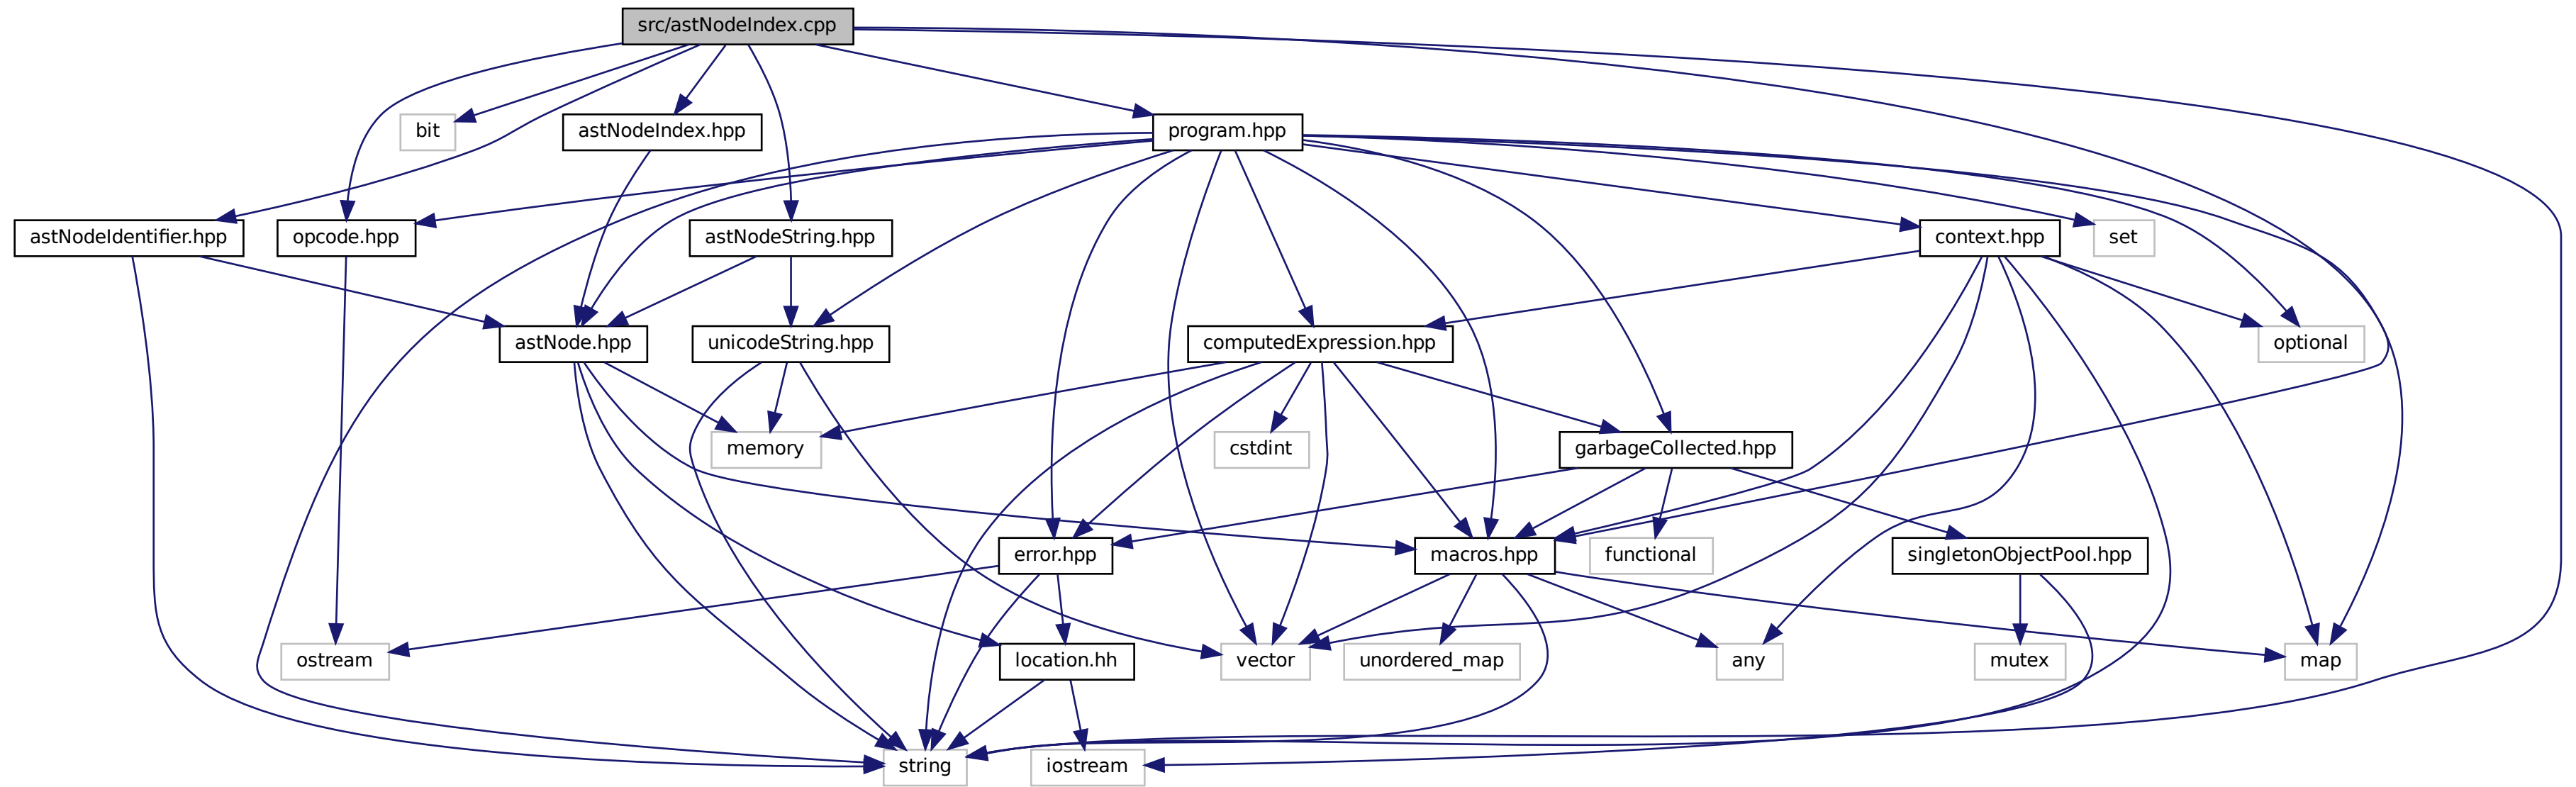 src/astNodeIndex.cpp
bit
astNodeIndex.hpp
program.hpp
astNodeIdentifier.hpp
opcode.hpp
astNodeString.hpp
context.hpp
set
astNode.hpp
unicodeString.hpp
computedExpression.hpp
optional
memory
cstdint
garbageCollected.hpp
error.hpp
macros.hpp
functional
singletonObjectPool.hpp
ostream
location.hh
vector
unordered_map
any
mutex
map
string
iostream